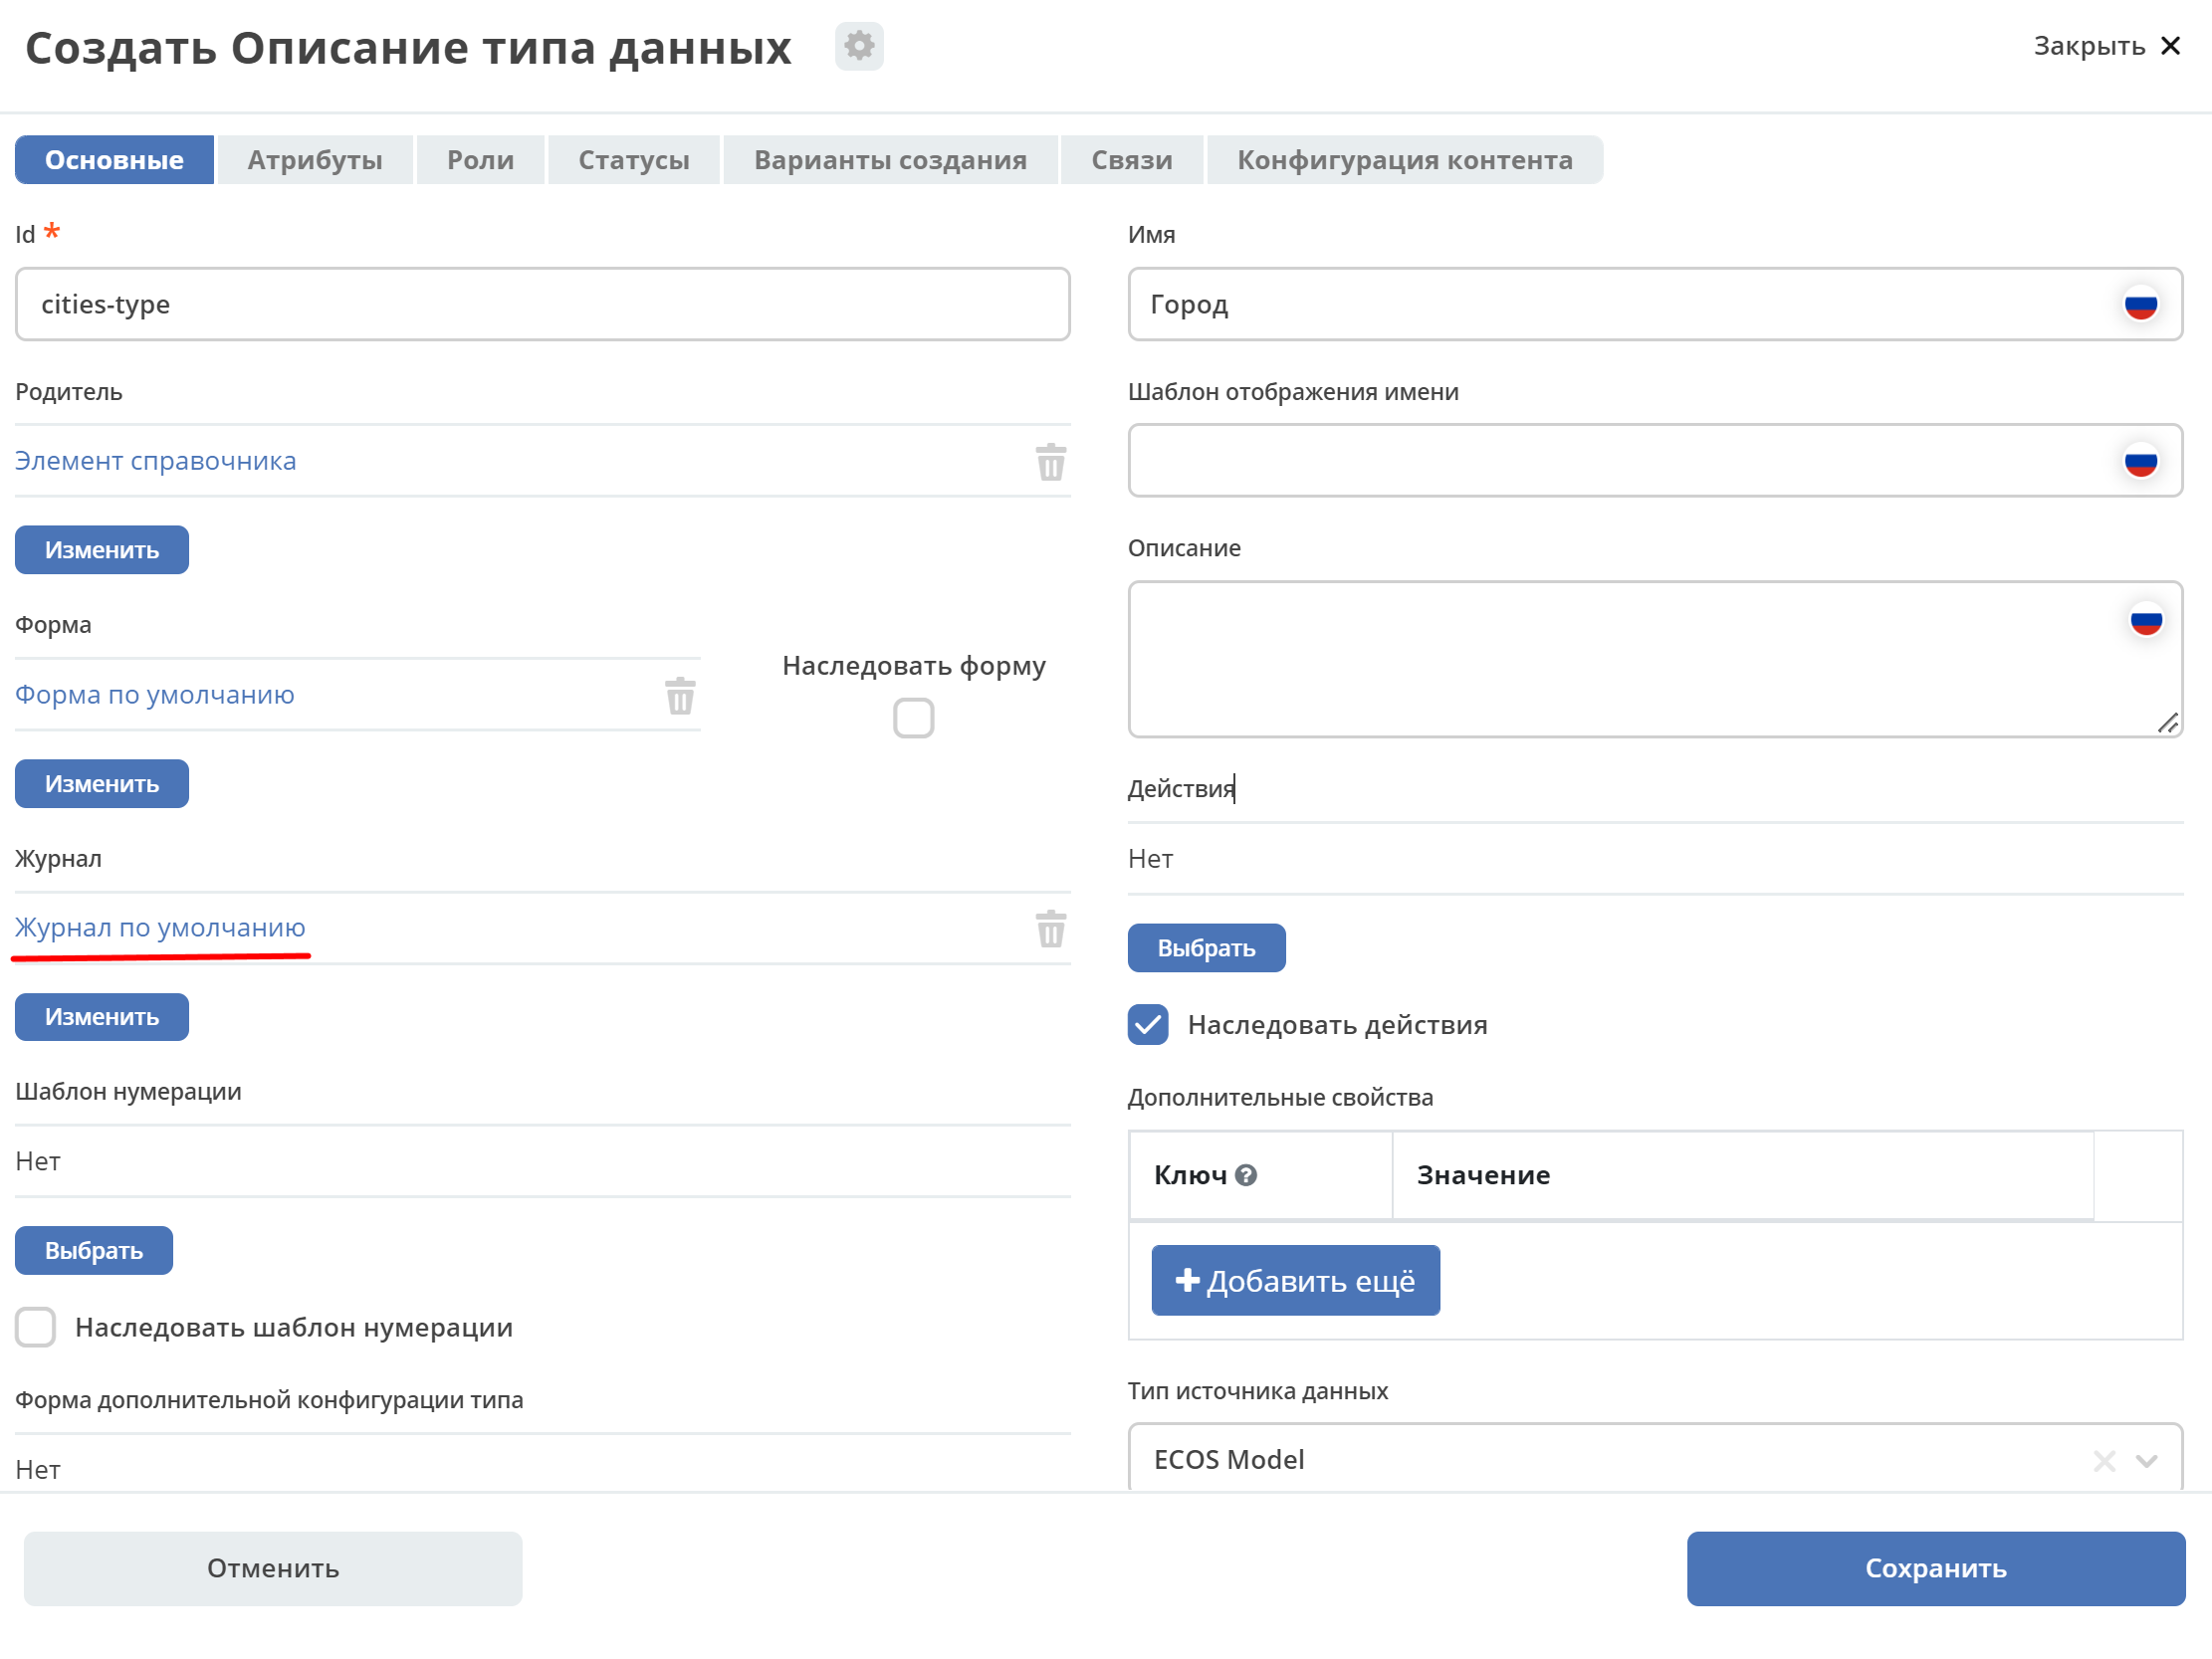 Создать Описание типа данных
Закрыть
Основные Атрибуты Роли Статусы Варианты создания Связи Конфигурация контента
Id *
cities-type
Родитель
Элемент справочника
Изменить
Форма
Форма по умолчанию
Наследовать форму
Изменить
Журнал
Журнал по умолчанию
Изменить
Шаблон нумерации
Нет
Выбрать
Наследовать шаблон нумерации
Форма дополнительной конфигурации типа
Нет
Имя
Город
Шаблон отображения имени
Описание
Действия
Нет
Выбрать
Наследовать действия
Дополнительные свойства
Ключ ? Значение
Добавить ещё
Тип источника данных
ECOS Model
Отменить
Сохранить